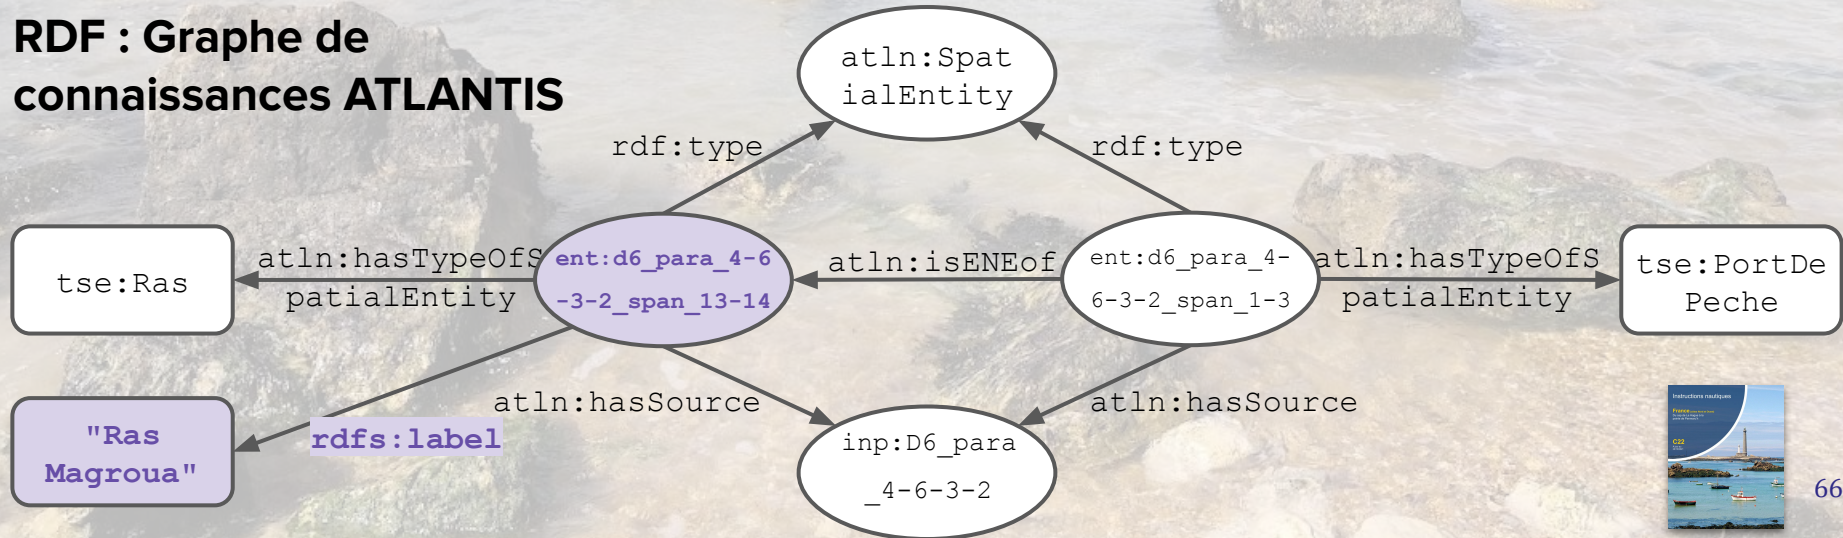 RDF : Graphe de
connaissances ATLANTIS
atln:Spat
ialEntity
rdf:type
rdf:type
tse:Ras
atln:hasTypeOfS
patialEntity
ent:d6_para_4-6
-3-2_span_13-14
atln:isENEof
ent:d6_para_4-
6-3-2_span_1-3
atln:hasTypeOfS
patialEntity
tse:PortDe
Peche
"Ras
Magroua"
rdfs:label
atln:hasSource
inp:D6_para
_4-6-3-2
atln:hasSource
Instructions nautiques
France
C22
66